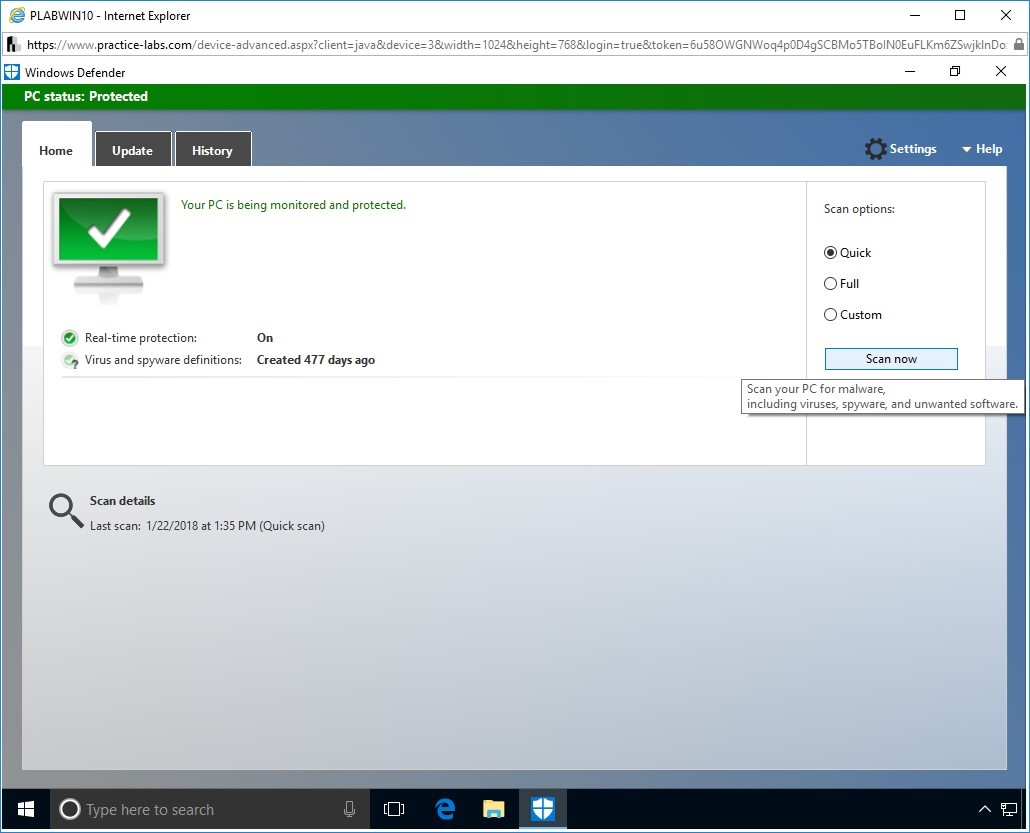 PLABWIN10 - Internet Explorer
https://www.practice-labs.com/device-advanced.aspx?client=java&device=3&width=1024&height=768&login=true&token=6u58OWGNWoq4p0D4gSCBMo5TBolN0EuFLKm6ZSwjkInDo
Windows Defender
PC status: Protected
Home
Update
History
Settings
Help
Your PC is being monitored and protected.
Scan options:
Quick
Full
Custom
Real-time protection: On
Virus and spyware definitions: Created 477 days ago
Scan now
Scan your PC for malware,
including viruses, spyware, and unwanted software.
Scan details
Last scan: 1/22/2018 at 1:35 PM (Quick scan)
Type here to search